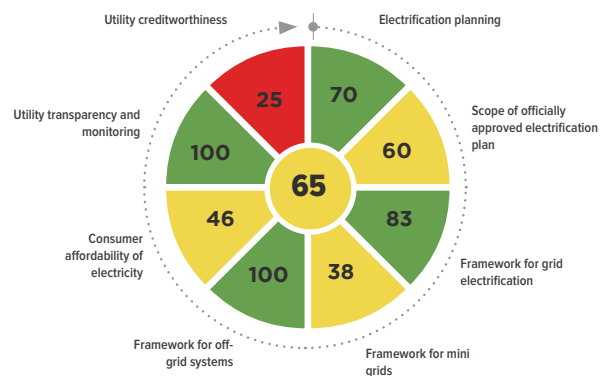 Utility creditworthiness
Electrification planning
25
70
Utility transparency and
monitoring
Scope of officially
approved electrification
plan
100
60
65
46
83
Consumer
affordability of
electricity
Framework for grid
electrification
100
38
Framework for off-
grid systems
Framework for mini
grids